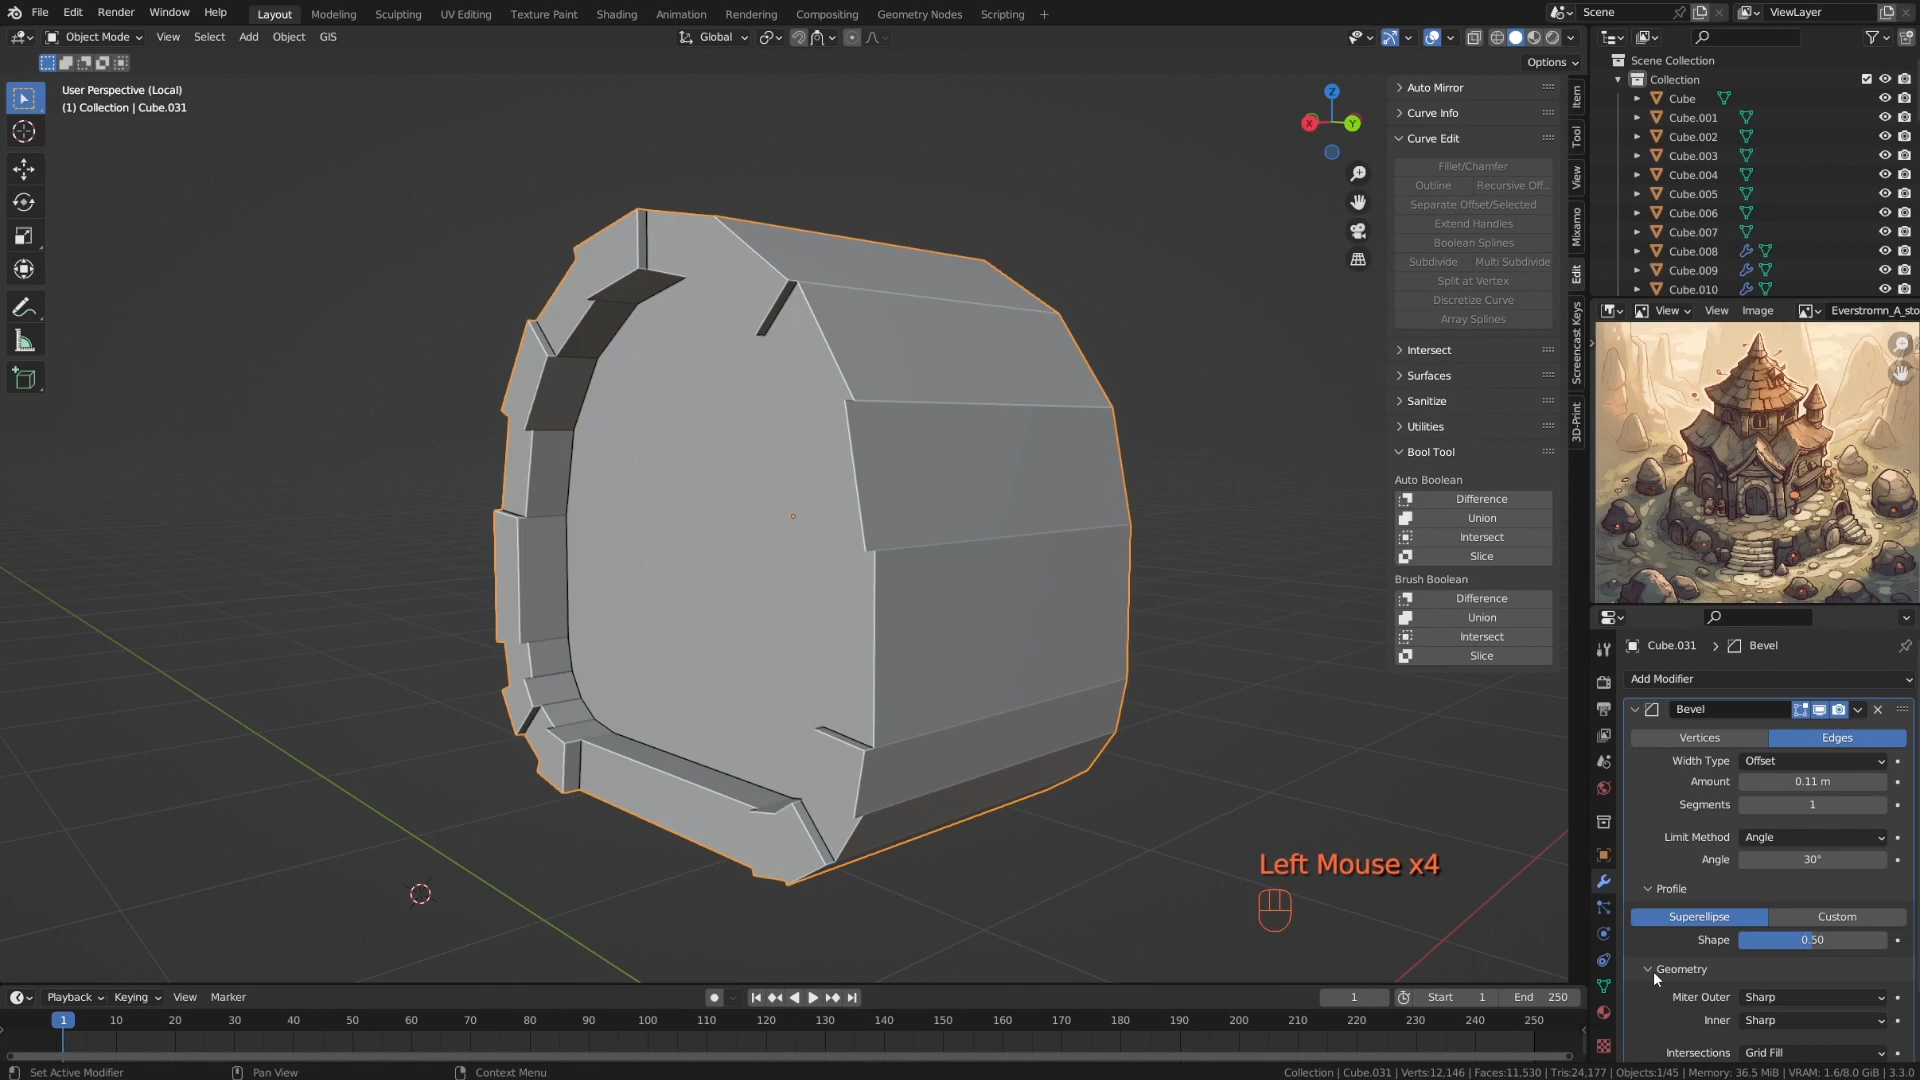 File Edit Render Window Help Layout Modeling Sculpting UV Editing Texture Paint Shading Animation Rendering Compositing Geometry Nodes Scripting + Scene ViewLayer
Object Mode View Select Add Object GIS Global
Options
User Perspective (Local)
(1) Collection | Cube.031
Z
X
Y
Auto Mirror
Curve Info
Curve Edit
Fillet/Chamfer
Outline Recursive Off...
Separate Offset/Selected
Extend Handles
Boolean Splines
Subdivide Multi Subdivide
Split at Vertex
Discretize Curve
Array Splines
Intersect
Surfaces
Sanitize
Utilities
Bool Tool
Auto Boolean
Difference
Union
Intersect
Slice
Brush Boolean
Difference
Union
Intersect
Slice
Item
Tool
View
Mixamo
Edit
Screencast Keys
3D-Print
Scene Collection
Collection
Cube
Cube.001
Cube.002
Cube.003
Cube.004
Cube.005
Cube.006
Cube.007
Cube.008
Cube.009
Cube.010
View View Image Everstromn_A_sto
Cube.031 > Bevel
Add Modifier
Bevel
Vertices Edges
Width Type Offset
Amount 0.11 m
Segments 1
Limit Method Angle
Angle 30°
Profile
Superellipse Custom
Shape 0.50
Geometry
Miter Outer Sharp
Inner Sharp
Intersections Grid Fill
Left Mouse x4
Playback Keying View Marker 1 Start 1 End 250
1 10 20 30 40 50 60 70 80 90 100 110 120 130 140 150 160 170 180 190 200 210 220 230 240 250
Set Active Modifier Pan View Context Menu Collection | Cube.031 | Verts:12,146 | Faces:11,530 | Tris:24,177 | Objects:1/45 | Memory: 36.5 MiB | VRAM: 1.6/8.0 GiB | 3.3.0